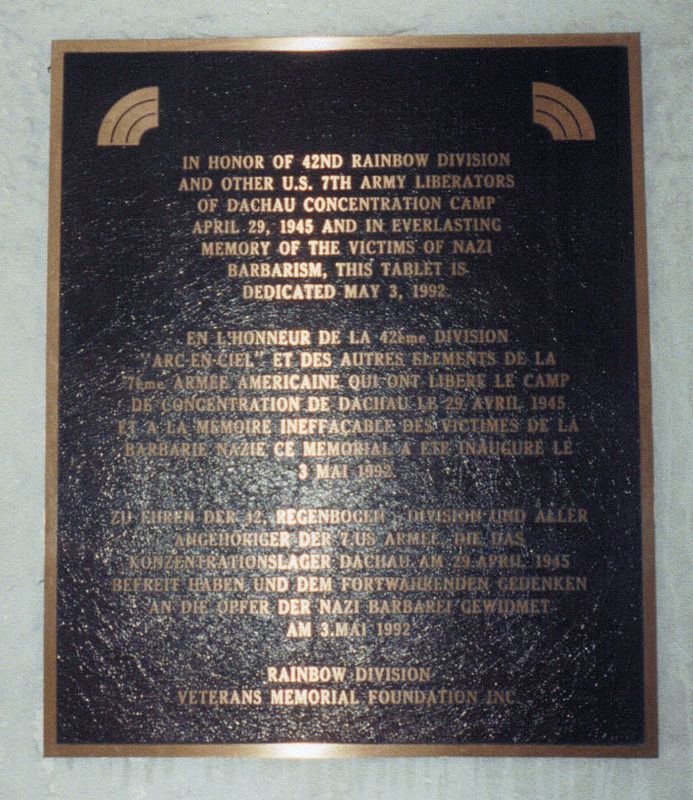 IN HONOR OF 42ND RAINBOW DIVISION
AND OTHER U.S. 7TH ARMY LIBERATORS
OF DACHAU CONCENTRATION CAMP
APRIL 29, 1945 AND IN EVERLASTING
MEMORY OF THE VICTIMS OF NAZI
BARBARISM, THIS TABLET IS
DEDICATED MAY 3, 1992
EN L'HONNEUR DE LA 42ème DIVISION
"ARC-EN-CIEL" ET DES AUTRES ELEMENTS DE LA
7ème ARMEE AMERICAINE QUI ONT LIBERE LE CAMP
DE CONCENTRATION DE DACHAU LE 29 AVRIL 1945
ET A LA MEMOIRE INEFFAÇABLE DES VICTIMES DE LA
BARBARIE NAZIE CE MEMORIAL A ETE INAUGURE LE
3 MAI 1992
ZU EHREN DER 42. REGENBOGEN - DIVISION UND ALLER
ANGEHÖRIGER DER 7.US ARMEE, DIE DAS
KONZENTRATIONSLAGER DACHAU AM 29.APRIL 1945
BEFREIT HABEN UND DEM FORTWÄHRENDEN GEDENKEN
AN DIE OPFER DER NAZI BARBAREI GEWIDMET
AM 3.MAI 1992
RAINBOW DIVISION
VETERANS MEMORIAL FOUNDATION INC